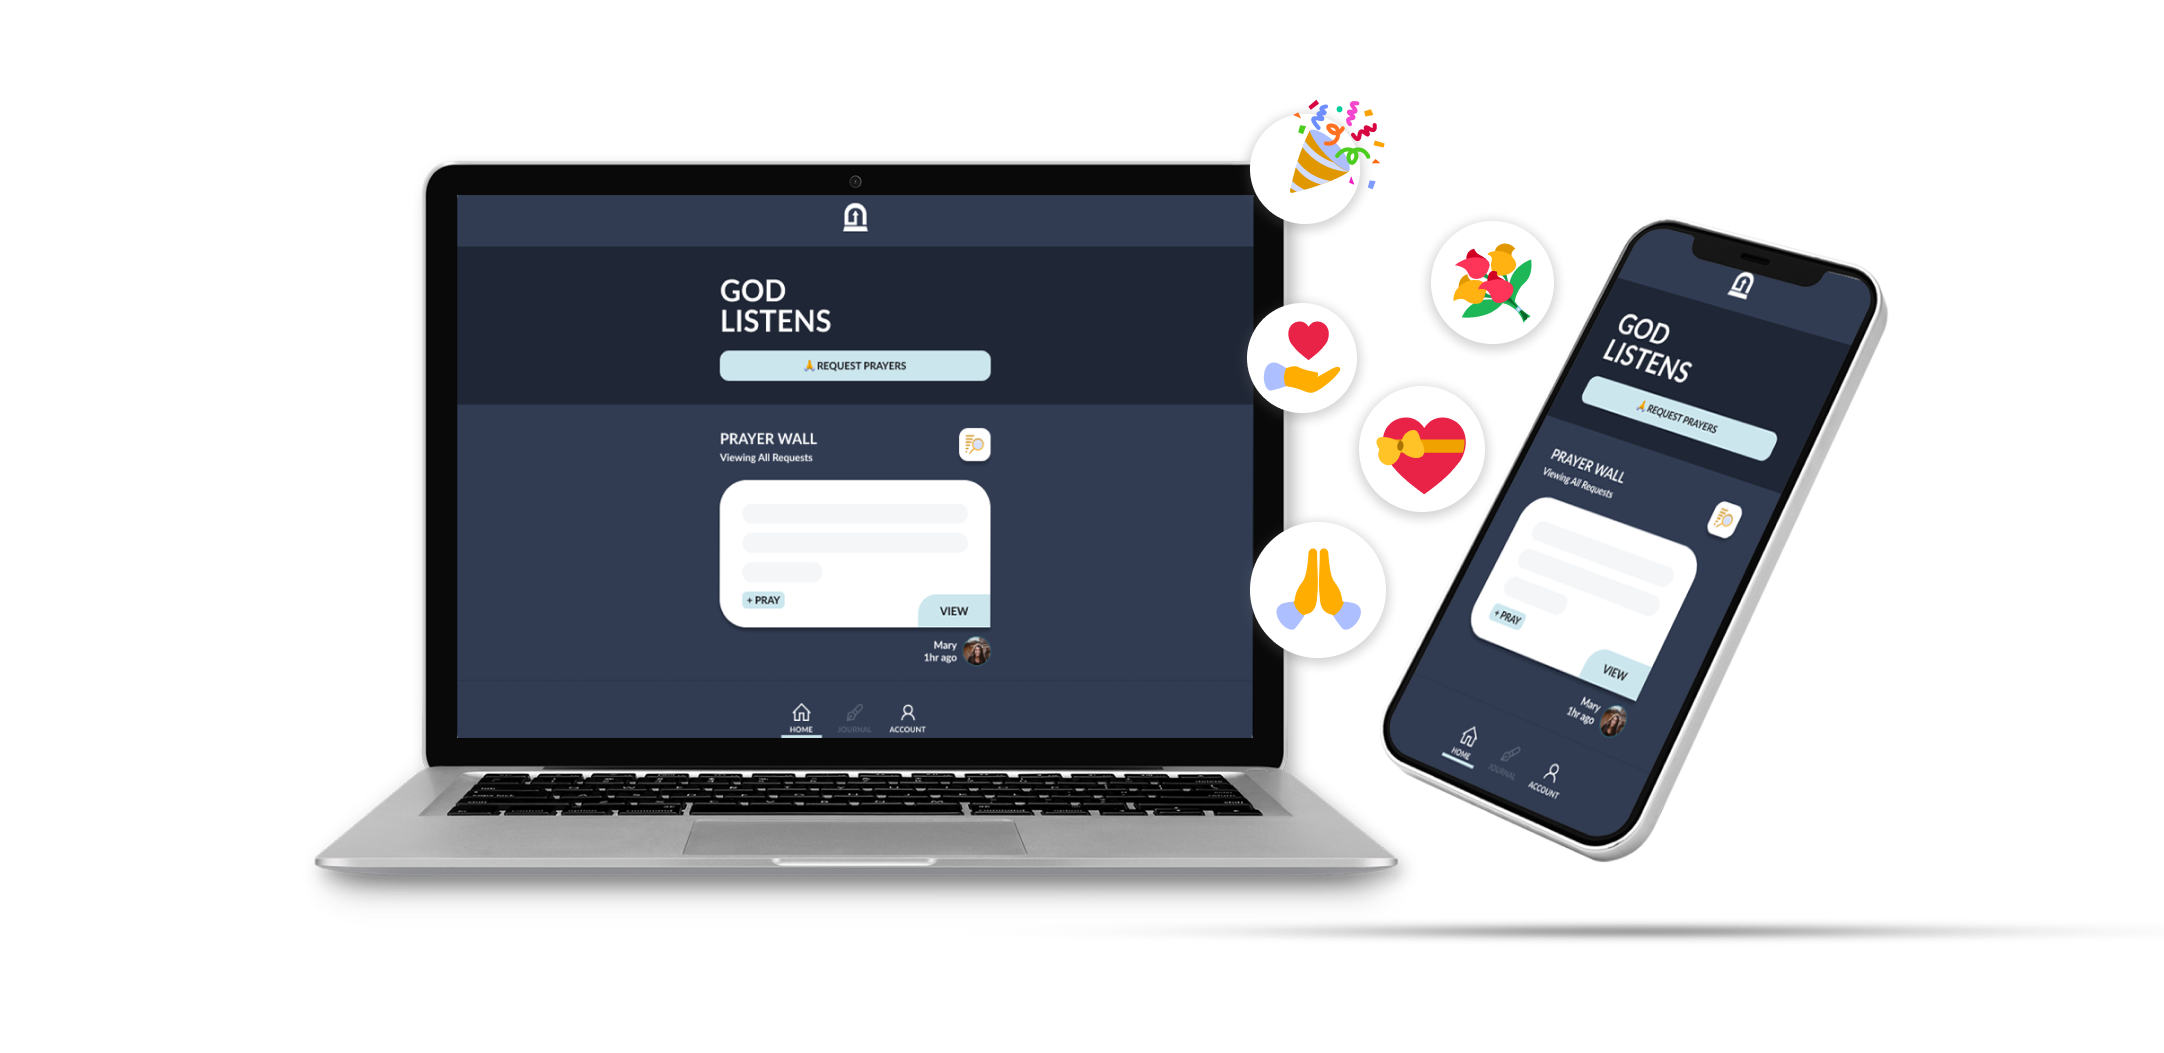 GOD
LISTENS
🙏 REQUEST PRAYERS
PRAYER WALL
Viewing All Requests
+ PRAY
VIEW
Mary
1hr ago
HOME
JOURNAL
ACCOUNT
GOD
LISTENS
🙏 REQUEST PRAYERS
PRAYER WALL
Viewing All Requests
+ PRAY
VIEW
Mary
1hr ago
HOME
JOURNAL
ACCOUNT